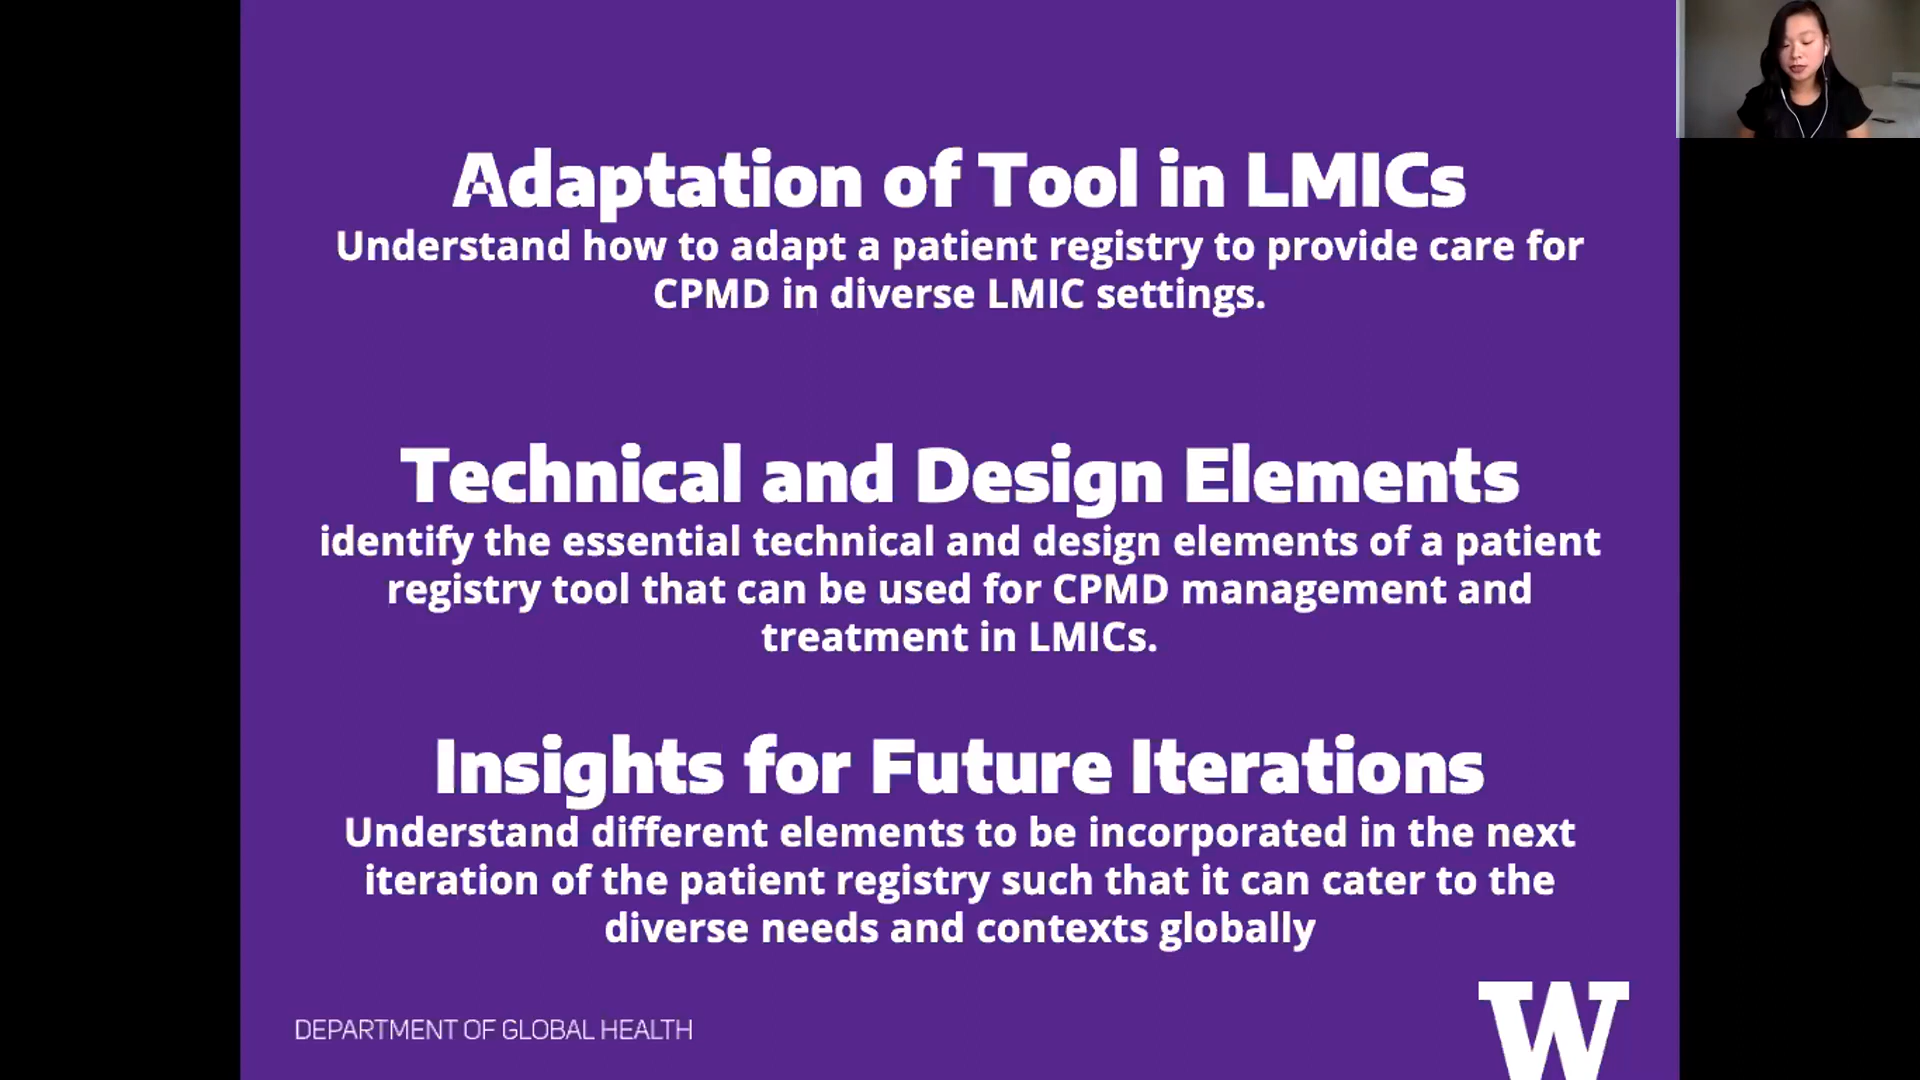 Adaptation of Tool in LMICs
Understand how to adapt a patient registry to provide care for
CPMD in diverse LMIC settings.
Technical and Design Elements
identify the essential technical and design elements of a patient
registry tool that can be used for CPMD management and
treatment in LMICs.
Insights for Future Iterations
Understand different elements to be incorporated in the next
iteration of the patient registry such that it can cater to the
diverse needs and contexts globally
DEPARTMENT OF GLOBAL HEALTH
W